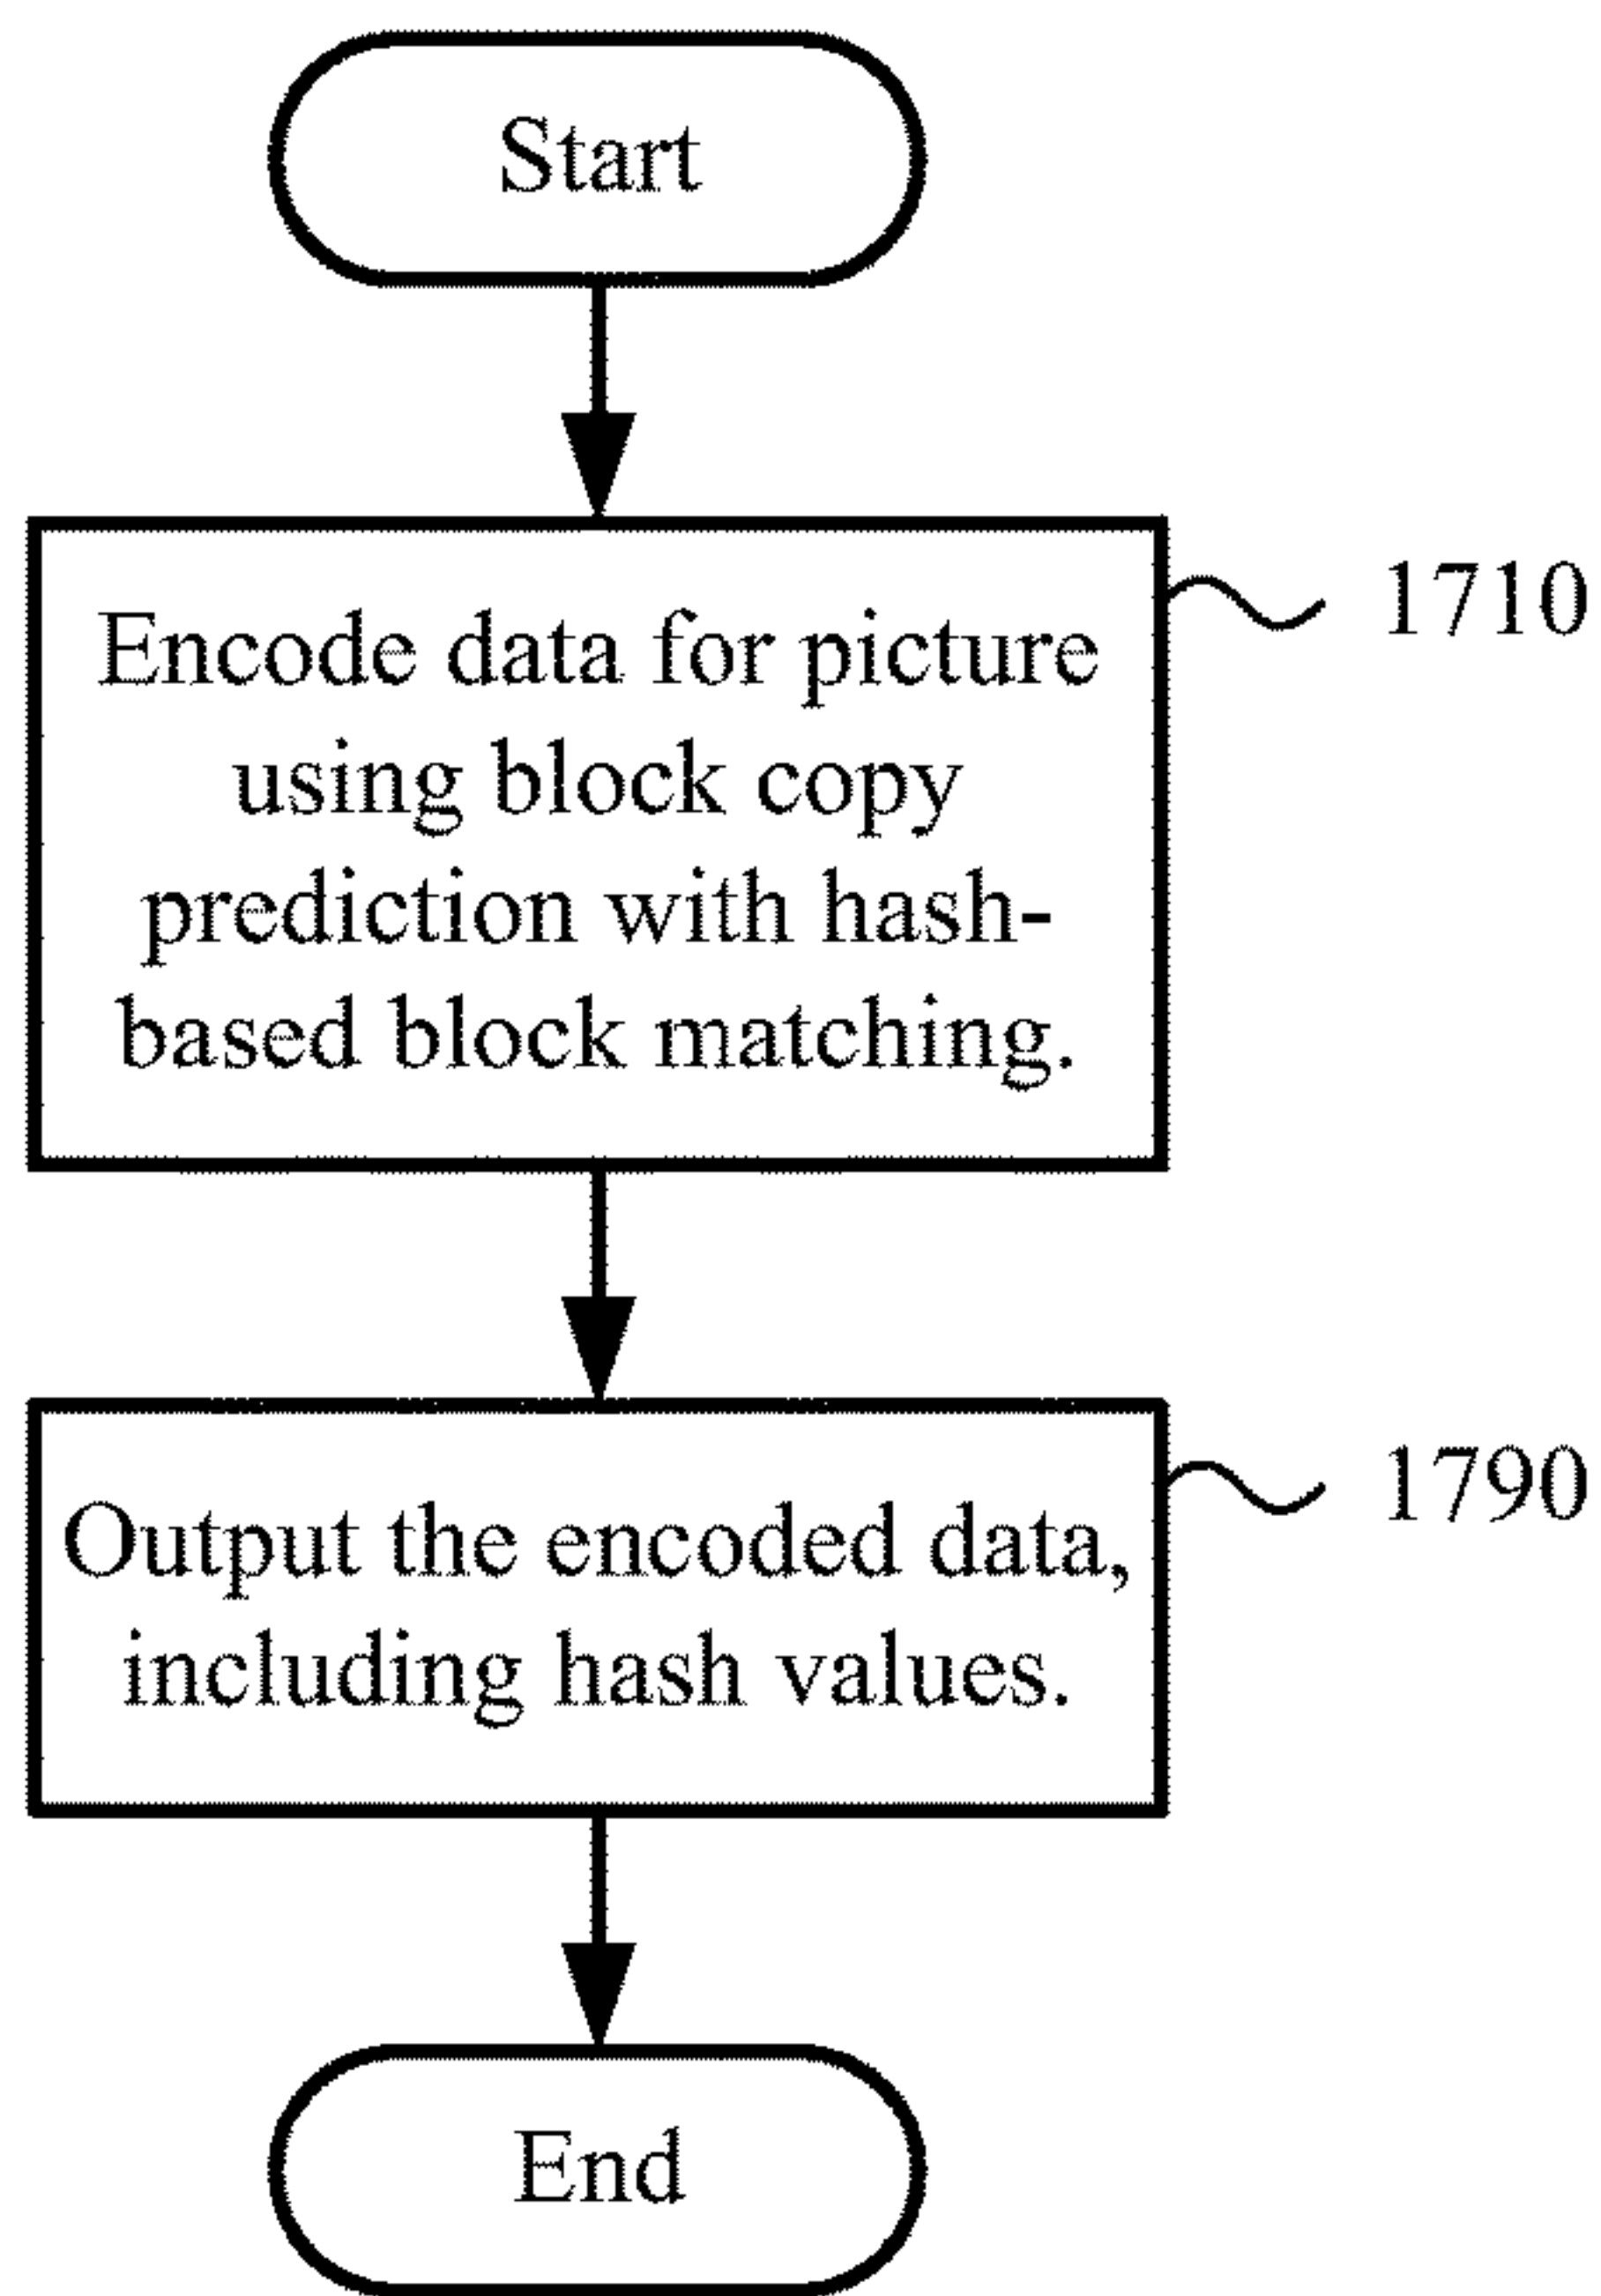 Start
1710
Encode data for picture
using block copy
prediction with hash-
based block matching.
1790
Output the encoded data,
including hash values.
End